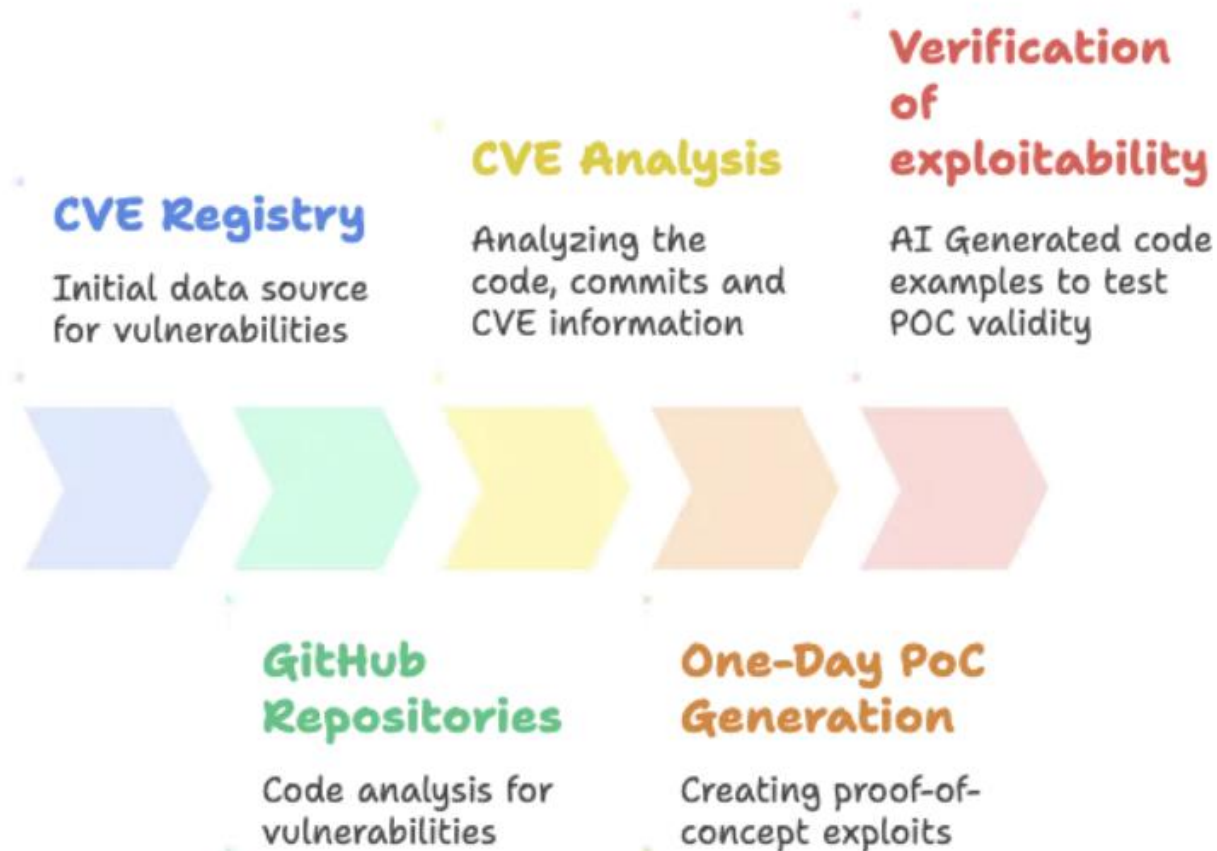 CVE Registry
Initial data source
for vulnerabilities
GitHub
Repositories
Code analysis for
vulnerabilities
CVE Analysis
Analyzing the
code, commits and
CVE information
One-Day PoC
Generation
Creating proof-of-
concept exploits
Verification
of
exploitability
AI Generated code
examples to test
POC validity